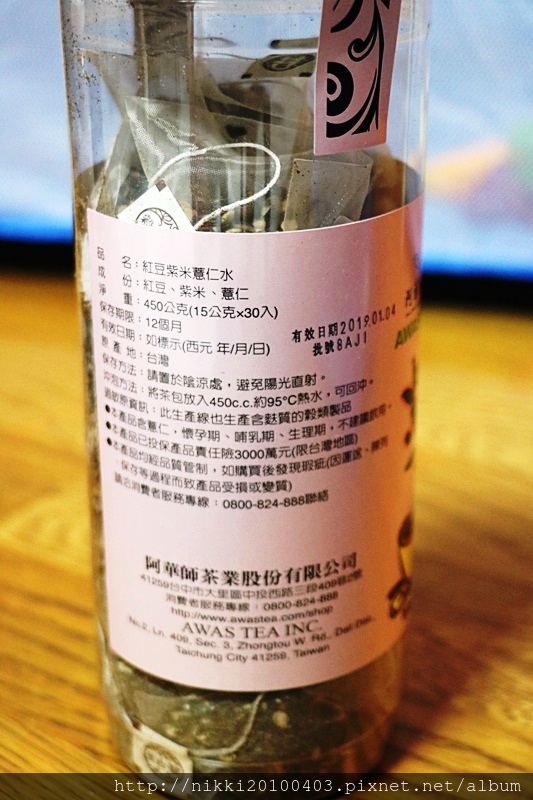 品　　名：紅豆紫米薏仁水
成　　份：紅豆、紫米、薏仁
淨　　重：450公克(15公克×30入)
保存期限：12個月
有效日期：如標示(西元 年/月/日)
有效日期2019.01.04
批號8AJ1
原 產 地：台灣
保存方法：請置於陰涼處，避免陽光直射。
沖泡方法：將茶包放入450c.c.約95°C熱水，可回沖。
過敏原資訊：此生產線也生產含麩質的穀類製品
●本產品含薏仁，懷孕期、哺乳期、生理期，不建議飲用。
●本產品已投保產品責任險3000萬元(限台灣地區)
●本產品均經品質管制，如購買後發現瑕疵(因運送、陳列
保存等過程而致產品受損或變質)
請洽消費者服務專線：0800-824-888聯絡
阿華師茶業股份有限公司
41259台中市大里區中投西路三段409巷2號
消費者服務專線：0800-824-888
http://www.awastea.com/shop
AWAS TEA INC.
No.2, Ln. 409, Sec. 3, Zhongtou W. Rd., Dali Dist.,
Taichung City 41259, Taiwan
http://nikki20100403.pixnet.net/album